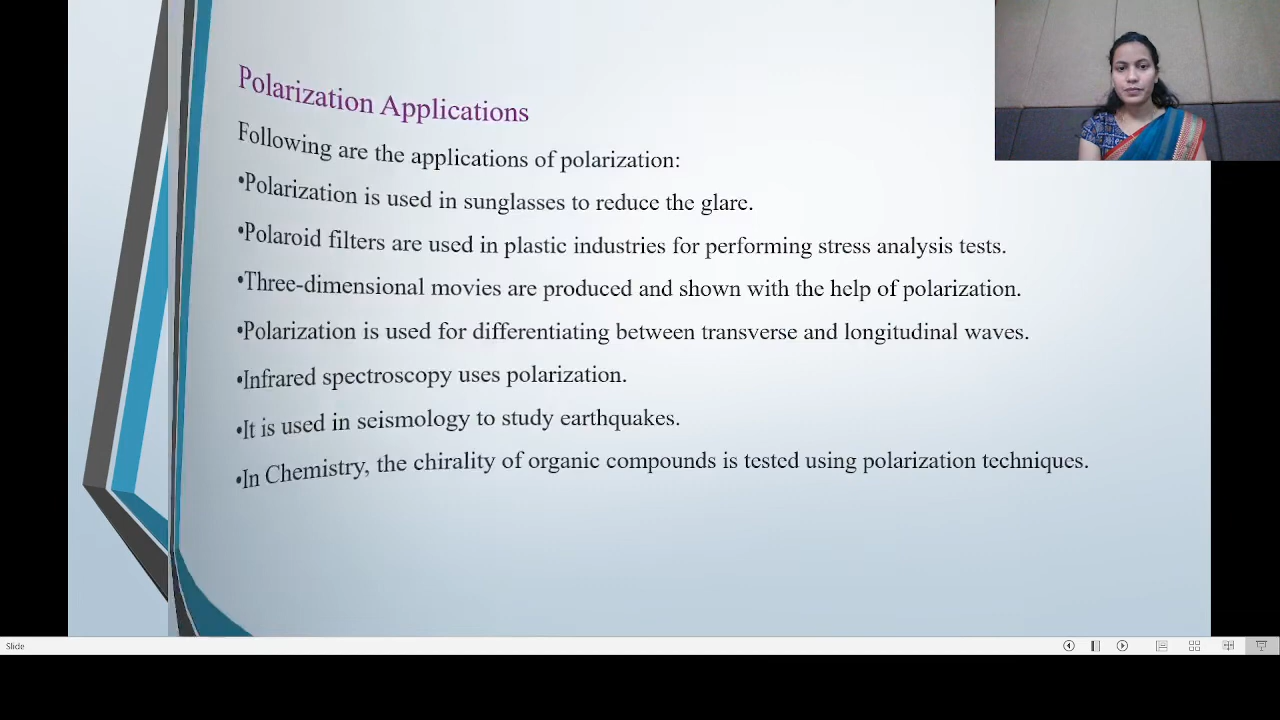 Polarization Applications
Following are the applications of polarization:
•Polarization is used in sunglasses to reduce the glare.
•Polaroid filters are used in plastic industries for performing stress analysis tests.
•Three-dimensional movies are produced and shown with the help of polarization.
•Polarization is used for differentiating between transverse and longitudinal waves.
•Infrared spectroscopy uses polarization.
•It is used in seismology to study earthquakes.
•In Chemistry, the chirality of organic compounds is tested using polarization techniques.
Slide